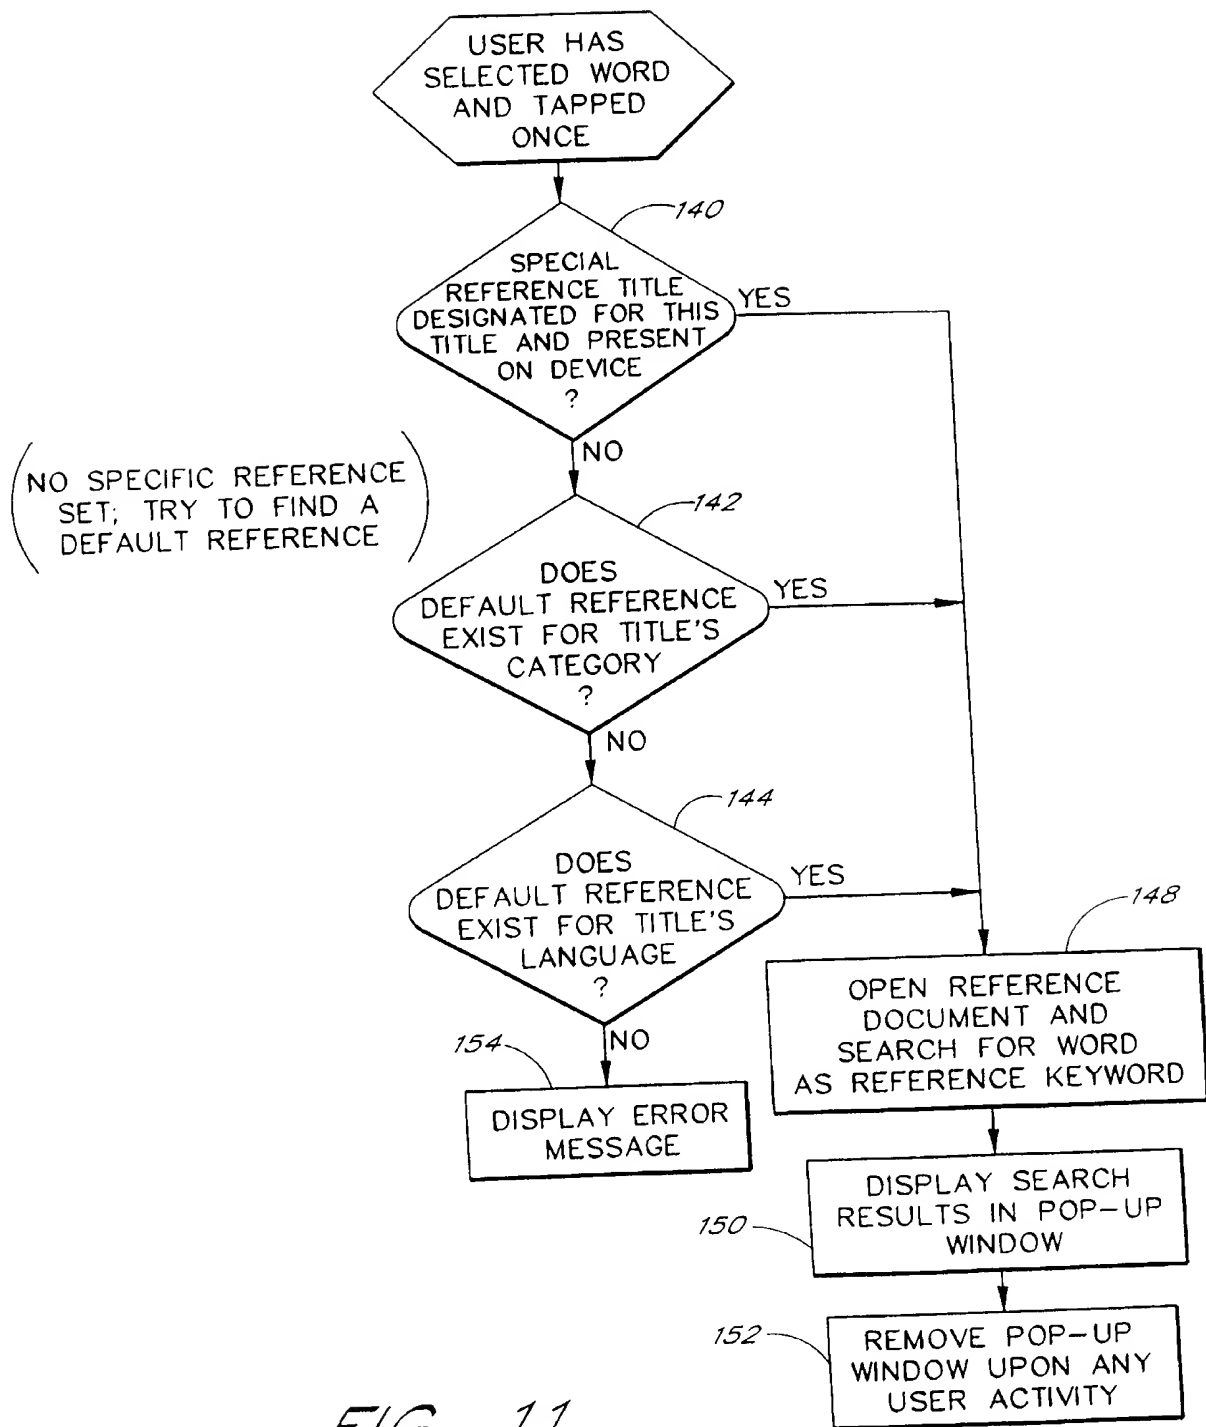 USER HAS
SELECTED WORD
AND TAPPED
ONCE
140
SPECIAL
REFERENCE TITLE
DESIGNATED FOR THIS
TITLE AND PRESENT
ON DEVICE
?
YES
NO
(NO SPECIFIC REFERENCE
SET; TRY TO FIND A
DEFAULT REFERENCE)
142
DOES
DEFAULT REFERENCE
EXIST FOR TITLE'S
CATEGORY
?
YES
NO
144
DOES
DEFAULT REFERENCE
EXIST FOR TITLE'S
LANGUAGE
?
YES
NO
154
DISPLAY ERROR
MESSAGE
148
OPEN REFERENCE
DOCUMENT AND
SEARCH FOR WORD
AS REFERENCE KEYWORD
150
DISPLAY SEARCH
RESULTS IN POP-UP
WINDOW
152
REMOVE POP-UP
WINDOW UPON ANY
USER ACTIVITY
FIG. 11